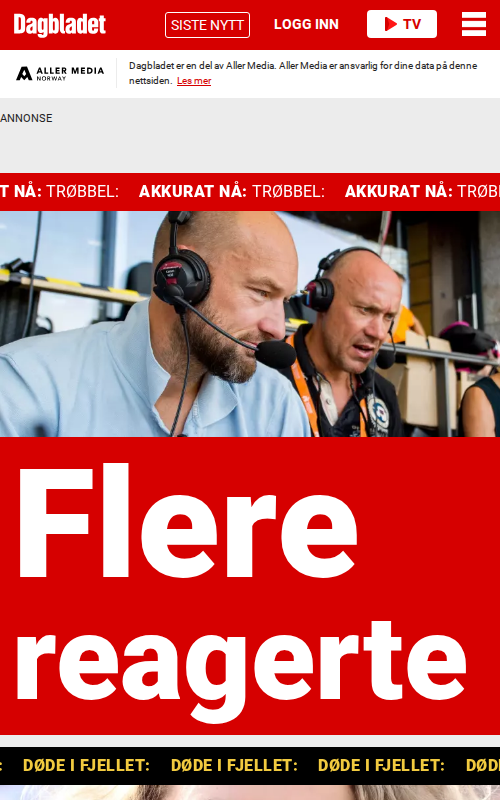 Dagbladet SISTE NYTT LOGG INN TV
ALLER MEDIA NORWAY
Dagbladet er en del av Aller Media. Aller Media er ansvarlig for dine data på denne
nettsiden. Les mer
ANNONSE
T NÅ: TRØBBEL: AKKURAT NÅ: TRØBBEL: AKKURAT NÅ: TRØBB
Flere
reagerte
: DØDE I FJELLET: DØDE I FJELLET: DØDE I FJELLET: DØD